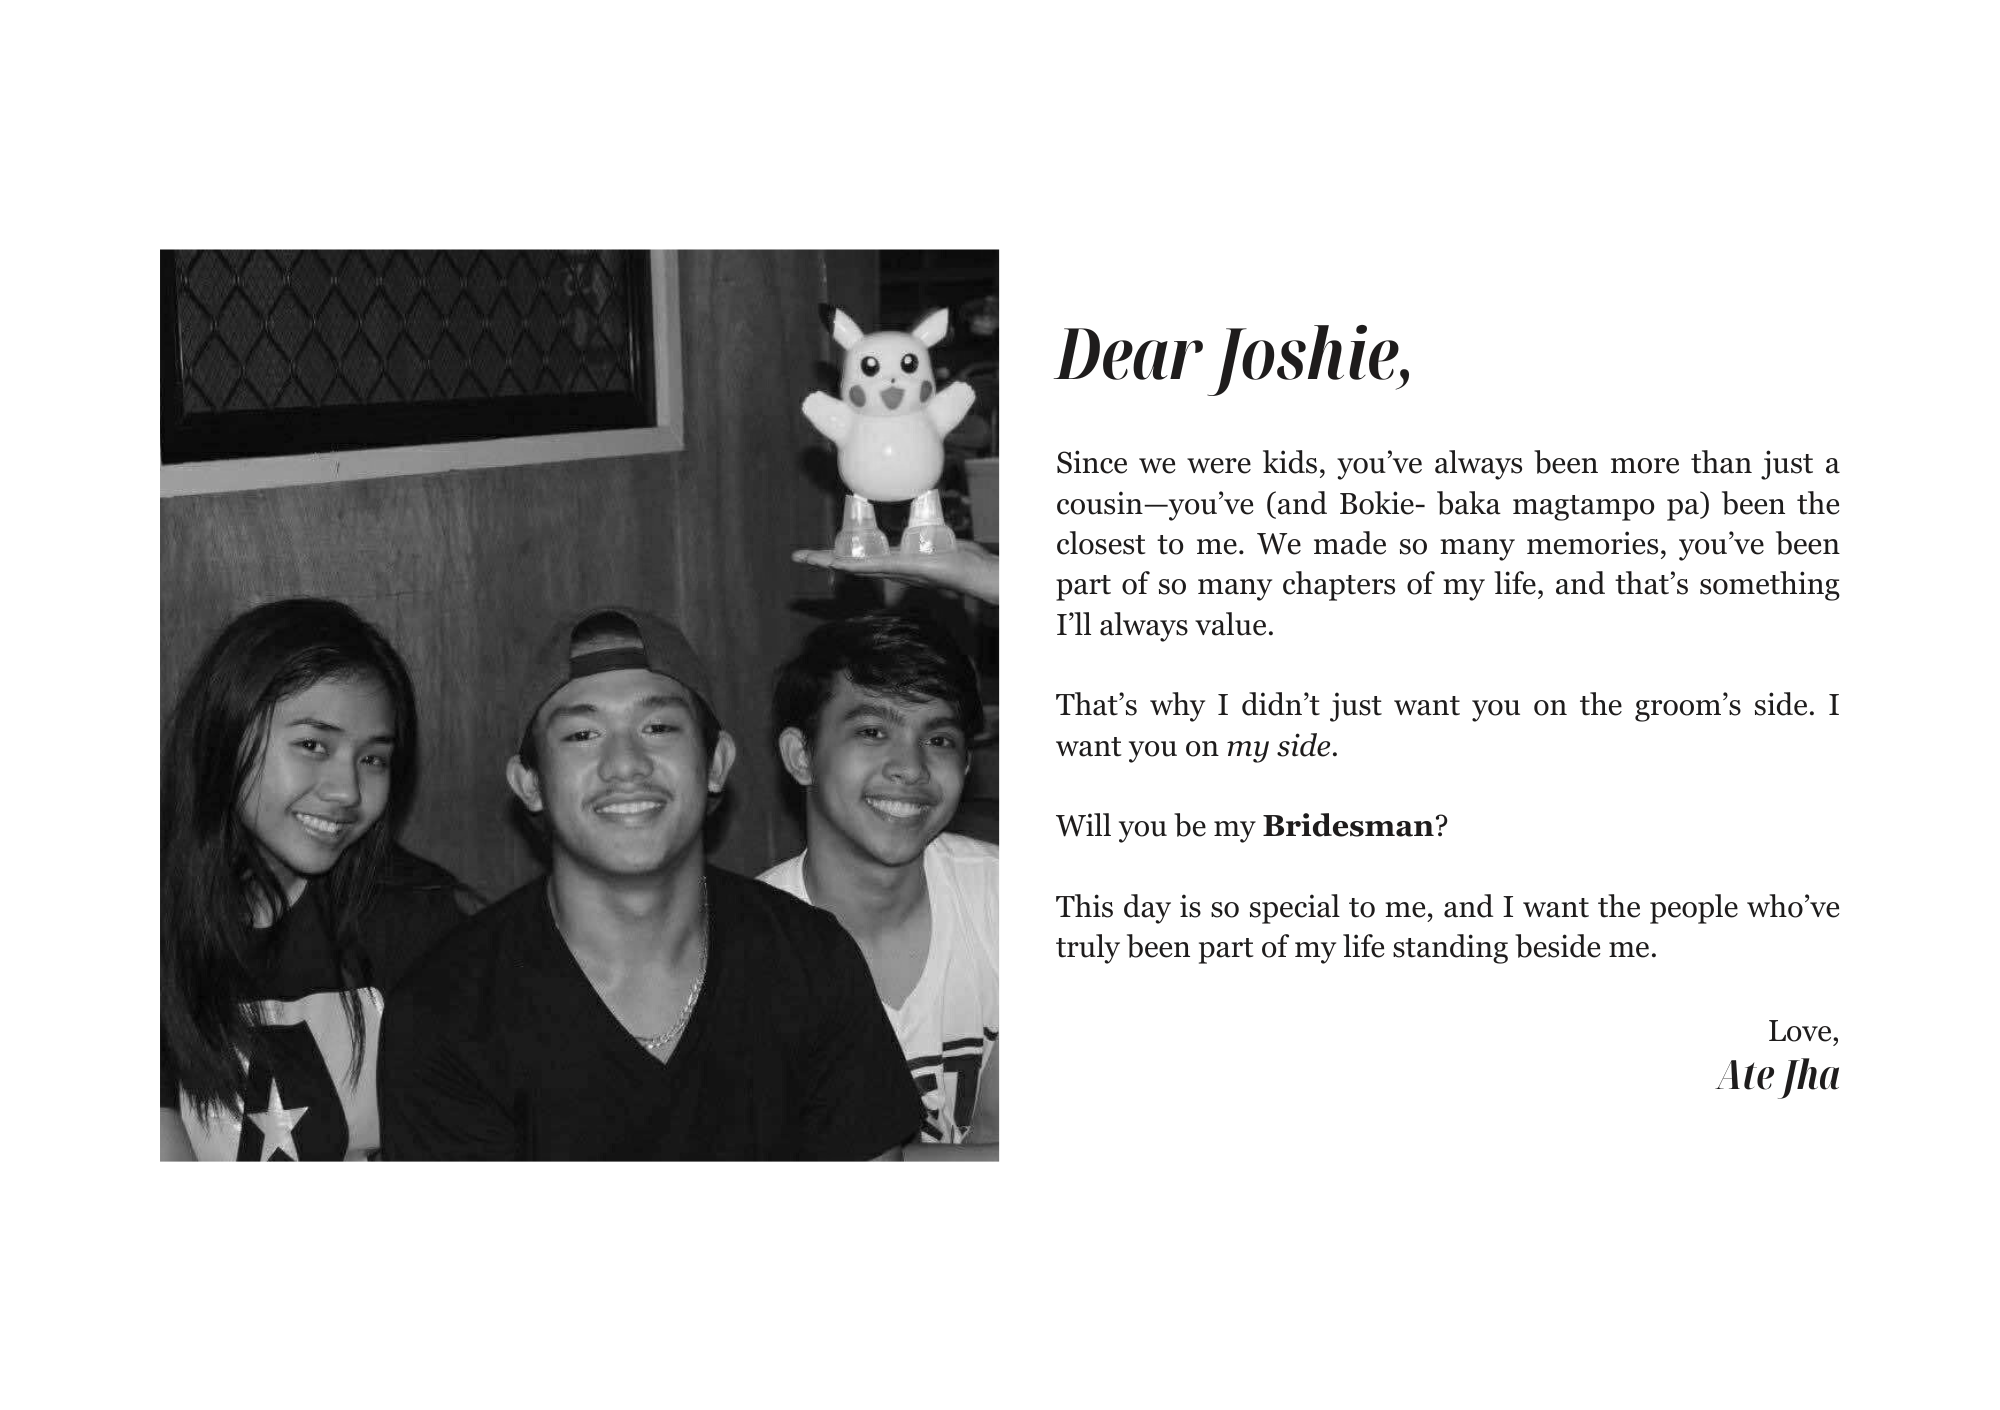 Dear Joshie,
Since we were kids, you’ve always been more than just a
cousin—you’ve (and Bokie- baka magtampo pa) been the
closest to me. We made so many memories, you’ve been
part of so many chapters of my life, and that’s something
I’ll always value.
That’s why I didn’t just want you on the groom’s side. I
want you on my side.
Will you be my Bridesman?
This day is so special to me, and I want the people who’ve
truly been part of my life standing beside me.
Love,
Ate Jha